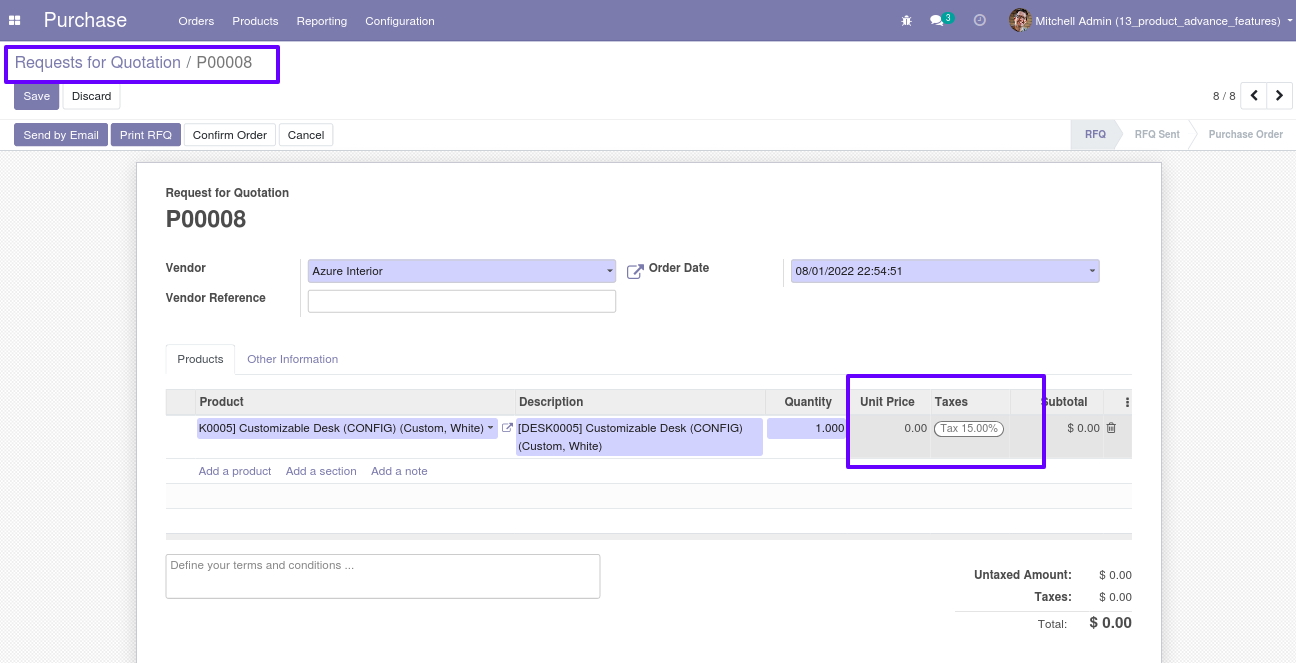 Purchase Orders Products Reporting Configuration 3 Mitchell Admin (13_product_advance_features)
Requests for Quotation / P00008
Save Discard 8 / 8
Send by Email Print RFQ Confirm Order Cancel RFQ RFQ Sent Purchase Order
Request for Quotation
P00008
Vendor Azure Interior Order Date 08/01/2022 22:54:51
Vendor Reference
Products Other Information
Product Description Quantity Unit Price Taxes Subtotal
K0005] Customizable Desk (CONFIG) (Custom, White) [DESK0005] Customizable Desk (CONFIG) 1.000 0.00 Tax 15.00% $ 0.00
(Custom, White)
Add a product Add a section Add a note
Define your terms and conditions ...
Untaxed Amount: $ 0.00
Taxes: $ 0.00
Total: $ 0.00